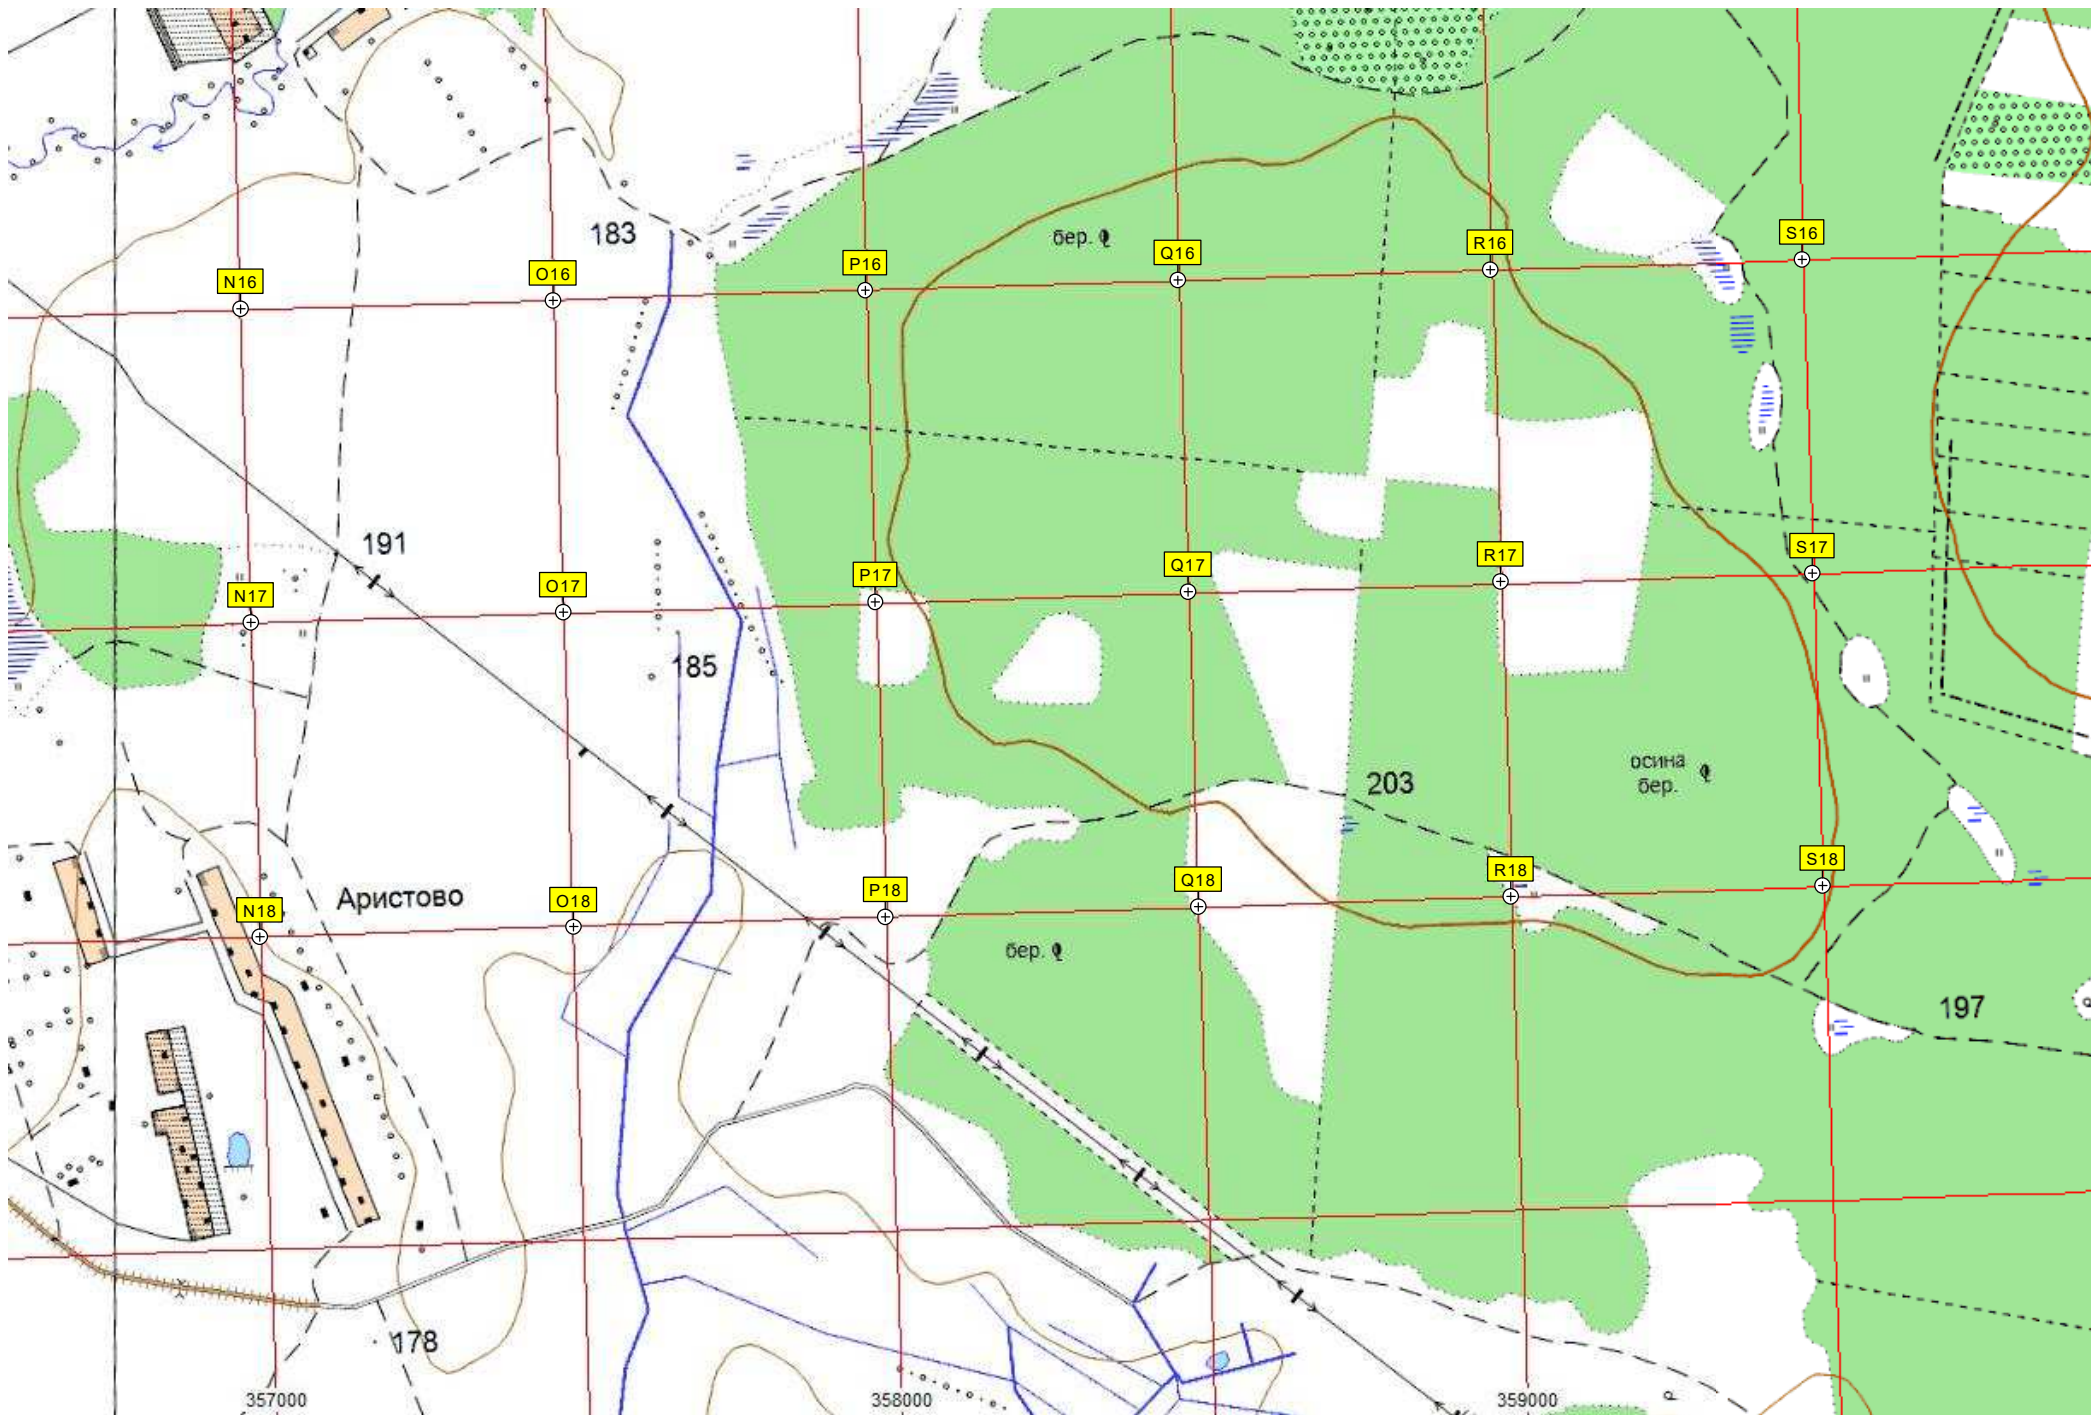 183
бер.
N16
O16
P16
Q16
R16
S16
191
N17
O17
P17
Q17
R17
S17
185
203
осина
бер.
Аристово
N18
O18
P18
Q18
R18
S18
бер.
197
178
357000
358000
359000